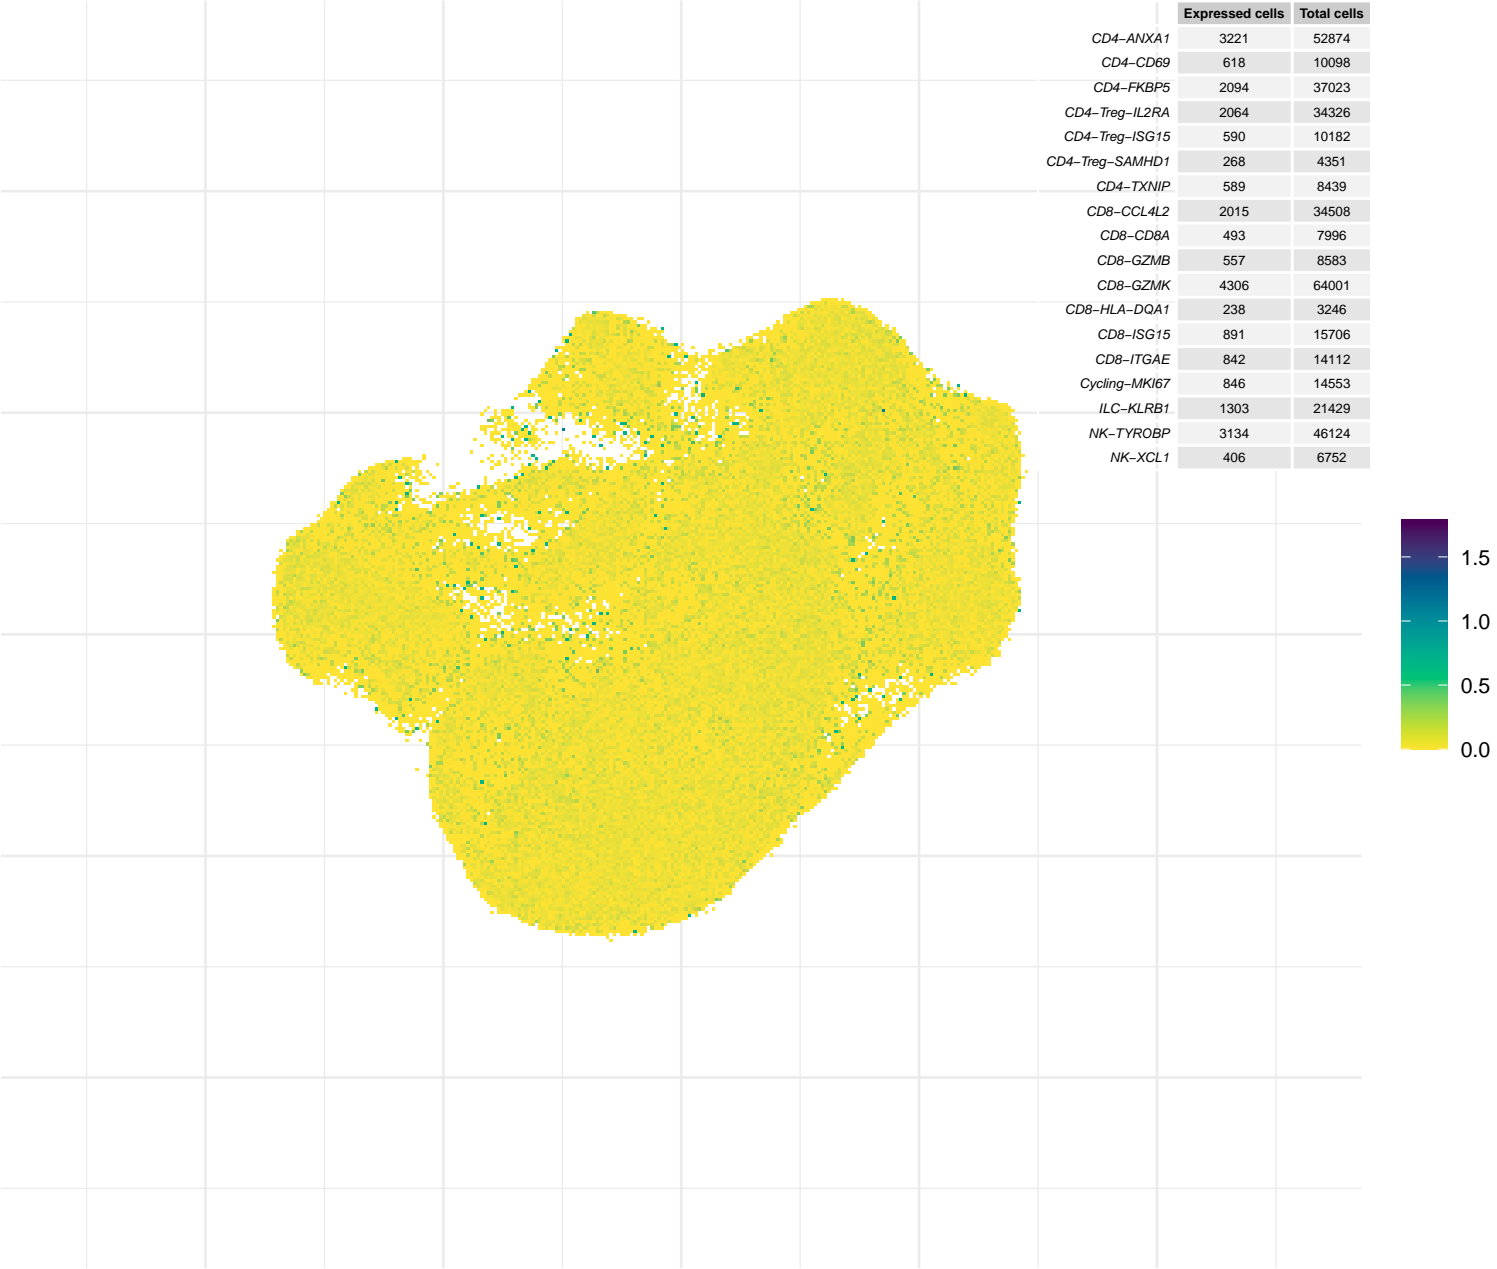 Expressed cells Total cells
CD4−ANXA1 3221 52874
CD4−CD69 618 10098
CD4−FKBP5 2094 37023
CD4−Treg−IL2RA 2064 34326
CD4−Treg−ISG15 590 10182
CD4−Treg−SAMHD1 268 4351
CD4−TXNIP 589 8439
CD8−CCL4L2 2015 34508
CD8−CD8A 493 7996
CD8−GZMB 557 8583
CD8−GZMK 4306 64001
CD8−HLA−DQA1 238 3246
CD8−ISG15 891 15706
CD8−ITGAE 842 14112
Cycling−MKI67 846 14553
ILC−KLRB1 1303 21429
NK−TYROBP 3134 46124
NK−XCL1 406 6752
1.5
1.0
0.5
0.0